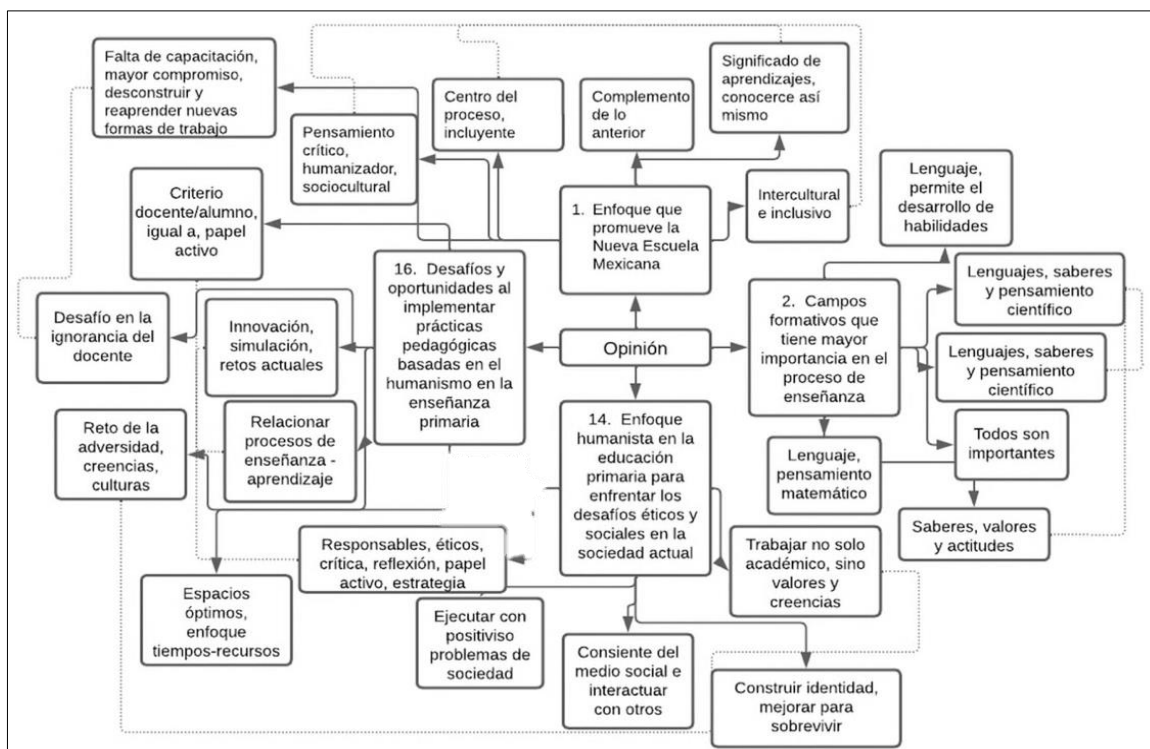 Falta de capacitación,
mayor compromiso,
desconstruir y
reaprender nuevas
formas de trabajo
Pensamiento
crítico,
humanizador,
sociocultural
Centro del
proceso,
incluyente
Complemento
de lo
anterior
Significado de
aprendizajes,
conocerce así
mismo
Criterio
docente/alumno,
igual a, papel
activo
1. Enfoque que
promueve la
Nueva Escuela
Mexicana
Intercultural
e inclusivo
Lenguaje,
permite el
desarrollo de
habilidades
Desafío en la
ignorancia del
docente
Innovación,
simulación,
retos actuales
16. Desafíos y
oportunidades al
implementar
prácticas
pedagógicas
basadas en el
humanismo en la
enseñanza
primaria
Opinión
2. Campos
formativos que
tiene mayor
importancia en el
proceso de
enseñanza
Lenguajes, saberes
y pensamiento
científico
Lenguajes, saberes y
pensamiento
científico
Reto de la
adversidad,
creencias,
culturas
Relacionar
procesos de
enseñanza -
aprendizaje
14. Enfoque
humanista en la
educación
primaria para
enfrentar los
desafíos éticos y
sociales en la
sociedad actual
Lenguaje,
pensamiento
matemático
Todos son
importantes
Saberes, valores
y actitudes
Espacios
óptimos,
enfoque
tiempos-recursos
Responsables, éticos,
crítica, reflexión, papel
activo, estrategia
Ejecutar con
positiviso
problemas de
sociedad
Consiente del
medio social e
interactuar
con otros
Trabajar no solo
académico, sino
valores y
creencias
Construir identidad,
mejorar para
sobrevivir